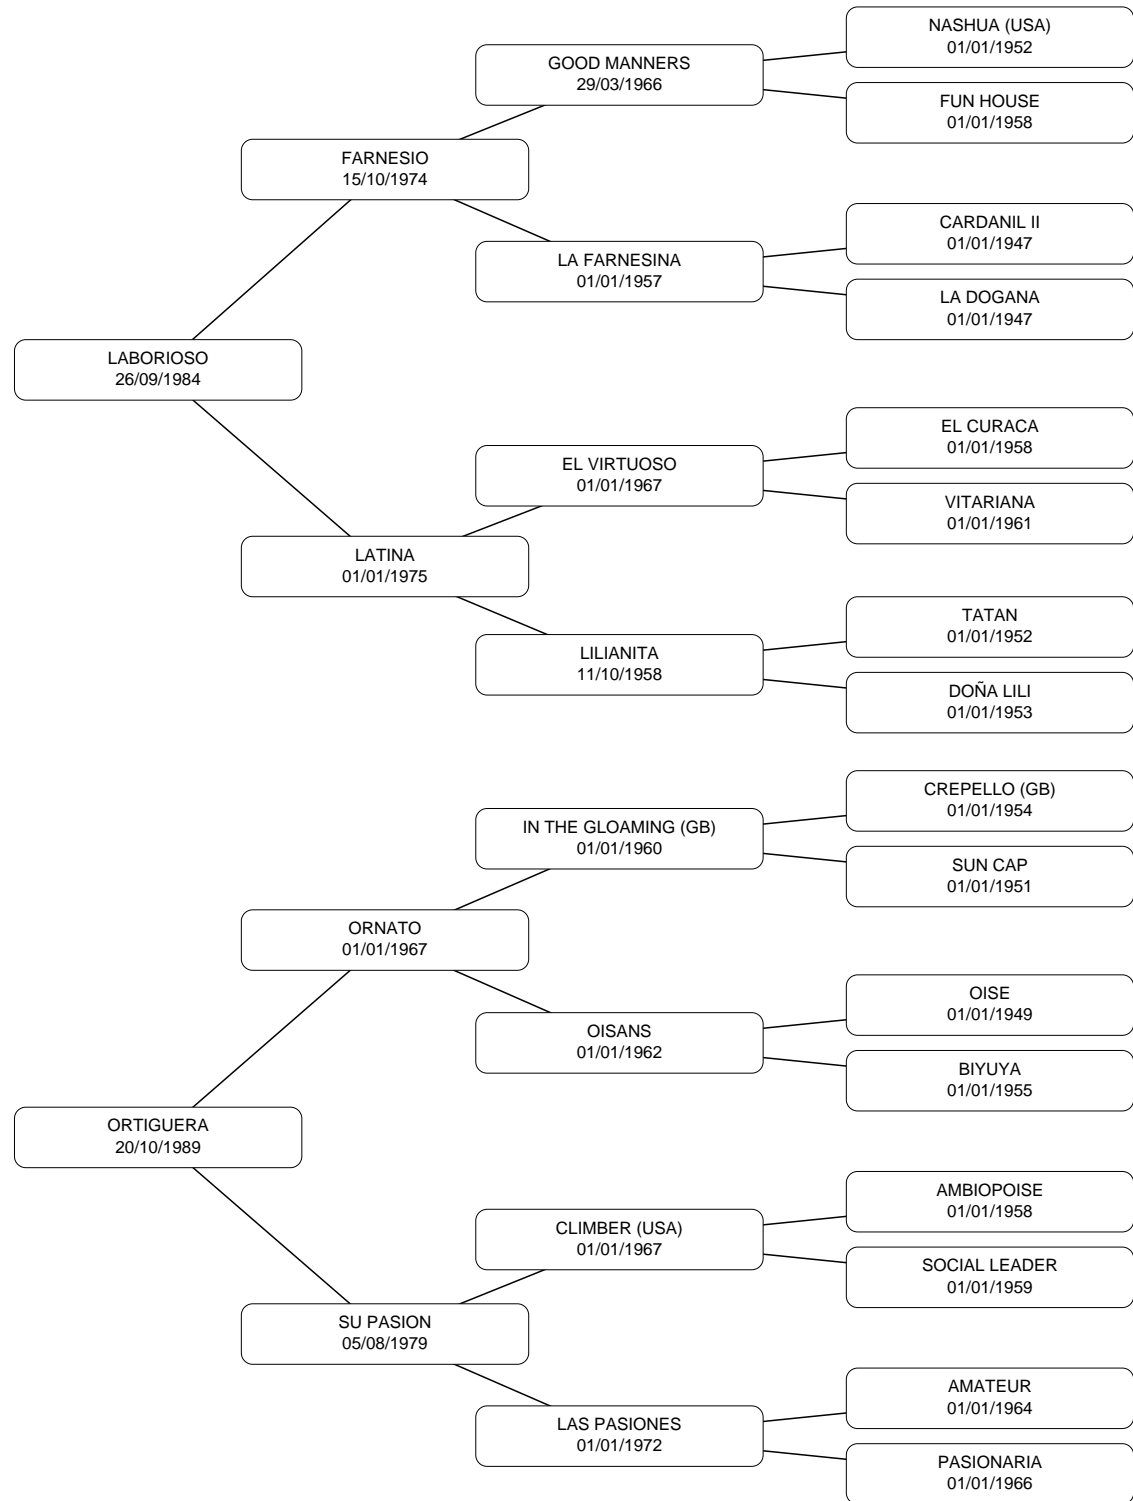 NASHUA (USA)
01/01/1952
GOOD MANNERS
29/03/1966
FUN HOUSE
01/01/1958
FARNESIO
15/10/1974
CARDANIL II
01/01/1947
LA FARNESINA
01/01/1957
LA DOGANA
01/01/1947
LABORIOSO
26/09/1984
EL CURACA
01/01/1958
EL VIRTUOSO
01/01/1967
VITARIANA
01/01/1961
LATINA
01/01/1975
TATAN
01/01/1952
LILIANITA
11/10/1958
DOÑA LILI
01/01/1953
CREPELLO (GB)
01/01/1954
IN THE GLOAMING (GB)
01/01/1960
SUN CAP
01/01/1951
ORNATO
01/01/1967
OISE
01/01/1949
OISANS
01/01/1962
BIYUYA
01/01/1955
ORTIGUERA
20/10/1989
AMBIOPOISE
01/01/1958
CLIMBER (USA)
01/01/1967
SOCIAL LEADER
01/01/1959
SU PASION
05/08/1979
AMATEUR
01/01/1964
LAS PASIONES
01/01/1972
PASIONARIA
01/01/1966